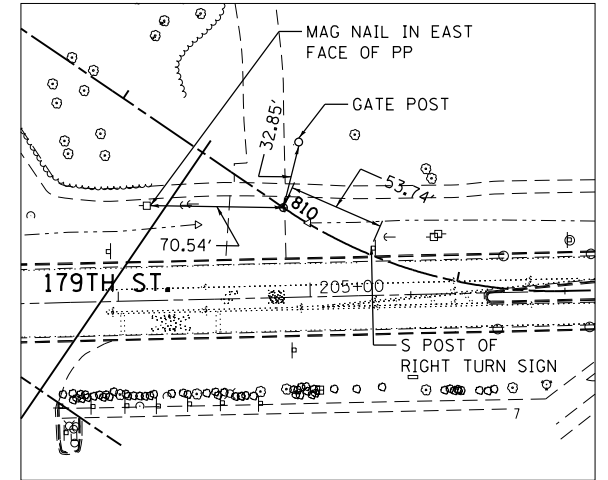 MAG NAIL IN EAST
FACE OF PP
GATE POST
32.85'
53.74'
810
70.54'
179TH ST.
205+00
S POST OF
RIGHT TURN SIGN
7